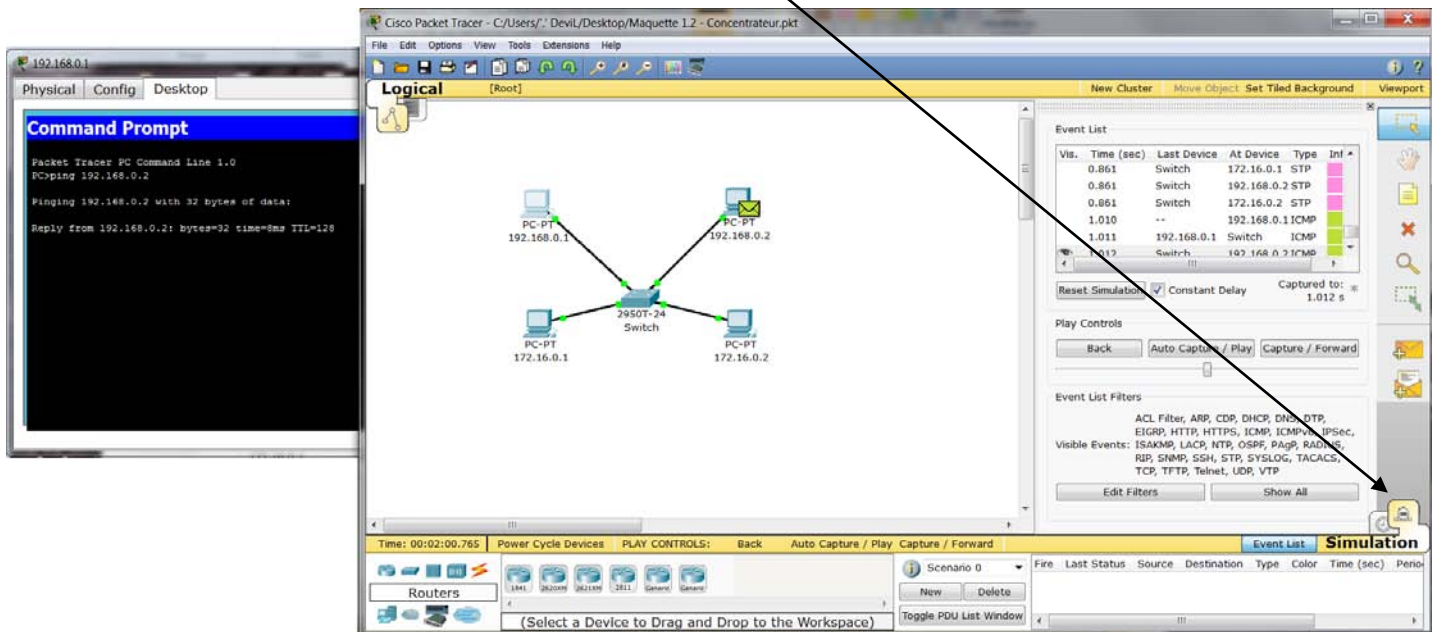 192.168.0.1
Physical Config Desktop
Command Prompt
Packet Tracer PC Command Line 1.0
PC>ping 192.168.0.2
Pinging 192.168.0.2 with 32 bytes of data:
Reply from 192.168.0.2: bytes=32 time=8ms TTL=128
Cisco Packet Tracer - C:/Users/'.' DeviL/Desktop/Maquette 1.2 - Concentrateur.pkt
File Edit Options View Tools Extensions Help
Logical [Root] New Cluster Move Object Set Tiled Background Viewport
PC-PT
192.168.0.1
PC-PT
192.168.0.2
2950T-24
Switch
PC-PT
172.16.0.1
PC-PT
172.16.0.2
Event List
Vis. Time (sec) Last Device At Device Type Inf
0.861 Switch 172.16.0.1 STP
0.861 Switch 192.168.0.2 STP
0.861 Switch 172.16.0.2 STP
1.010 -- 192.168.0.1 ICMP
1.011 192.168.0.1 Switch ICMP
1.012 Switch 192.168.0.2 ICMP
Reset Simulation Constant Delay Captured to: *
1.012 s
Play Controls
Back Auto Capture / Play Capture / Forward
Event List Filters
Visible Events:
ACL Filter, ARP, CDP, DHCP, DNS, DTP,
EIGRP, HTTP, HTTPS, ICMP, ICMPv6, IPSec,
ISAKMP, LACP, NTP, OSPF, PAgP, RADIUS,
RIP, SNMP, SSH, STP, SYSLOG, TACACS,
TCP, TFTP, Telnet, UDP, VTP
Edit Filters Show All
Time: 00:02:00.765 Power Cycle Devices PLAY CONTROLS: Back Auto Capture / Play Capture / Forward Event List Simulation
Routers
1841 2620XM 2621XM 2811 Generic Generic
(Select a Device to Drag and Drop to the Workspace)
Scenario 0
New Delete
Toggle PDU List Window
Fire Last Status Source Destination Type Color Time (sec) Perio